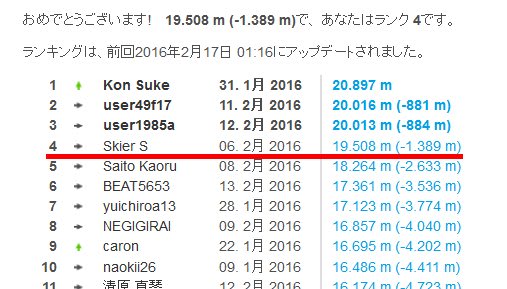 おめでとうございます! 19.508 m (-1.389 m)で、あなたはランク 4です。
ランキングは、前回2016年2月17日 01:16にアップデートされました。
1 Kon Suke 31. 1月 2016 20.897 m
2 user49f17 11. 2月 2016 20.016 m (-881 m)
3 user1985a 12. 2月 2016 20.013 m (-884 m)
4 Skier S 06. 2月 2016 19.508 m (-1.389 m)
5 Saito Kaoru 08. 2月 2016 18.264 m (-2.633 m)
6 BEAT5653 13. 2月 2016 17.361 m (-3.536 m)
7 yuichiroa13 28. 1月 2016 17.123 m (-3.774 m)
8 NEGIGIRAI 09. 2月 2016 16.857 m (-4.040 m)
9 caron 22. 1月 2016 16.695 m (-4.202 m)
10 naokii26 09. 1月 2016 16.486 m (-4.411 m)
11 清原 直琴 24. 1月 2016 16.174 m (-4.723 m)